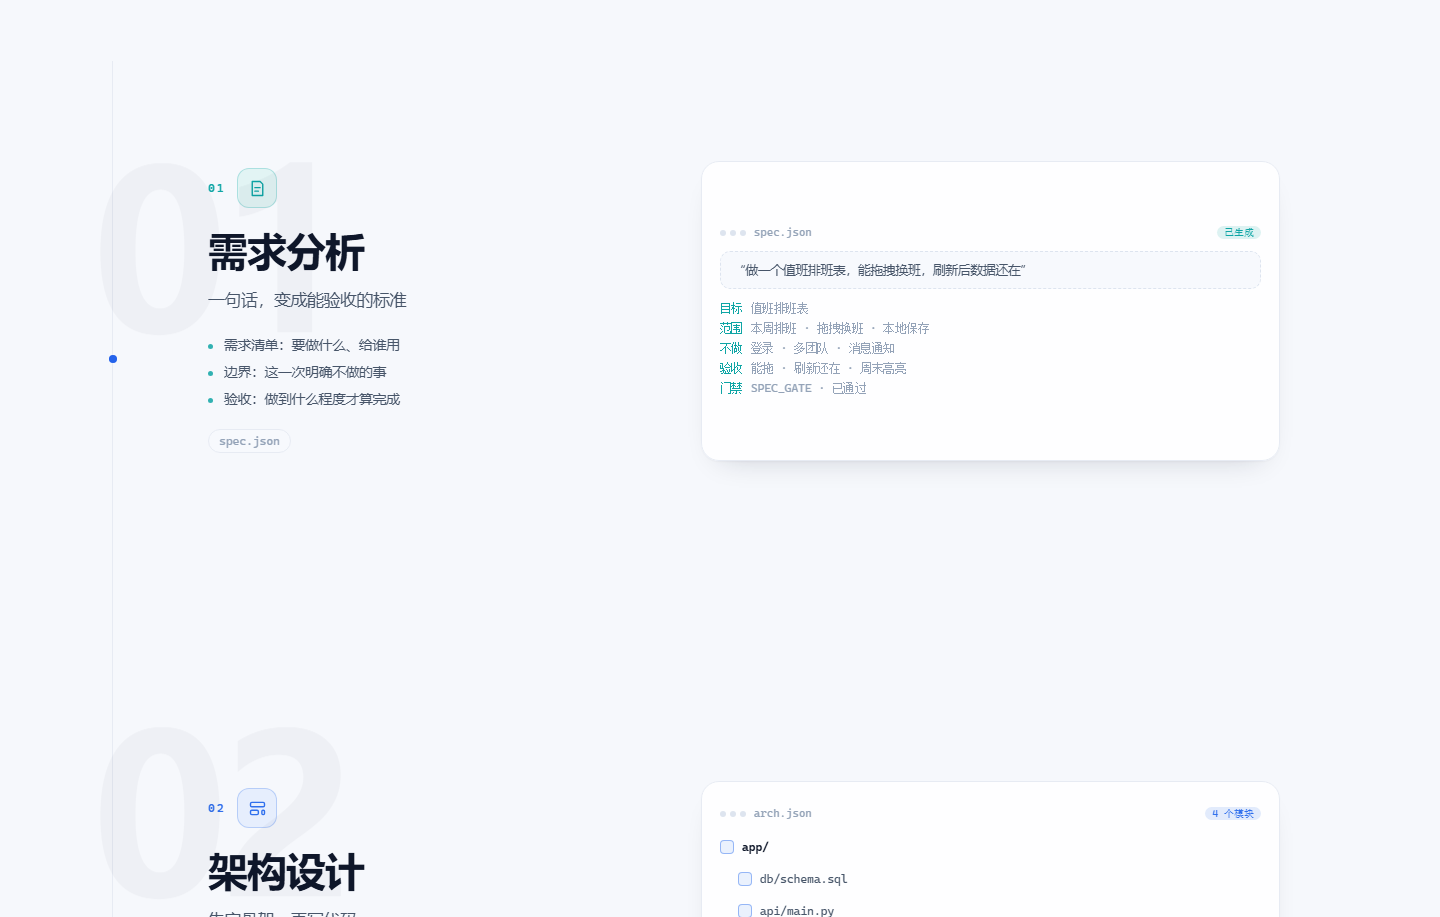 01
01
需求分析
一句话，变成能验收的标准
需求清单：要做什么、给谁用
边界：这一次明确不做的事
验收：做到什么程度才算完成
spec.json
spec.json
已生成
“做一个值班排班表，能拖拽换班，刷新后数据还在”
目标 值班排班表
范围 本周排班 · 拖拽换班 · 本地保存
不做 登录 · 多团队 · 消息通知
验收 能拖 · 刷新还在 · 周末高亮
门禁 SPEC_GATE · 已通过
02
02
架构设计
arch.json
4 个模块
app/
db/schema.sql
api/main.py